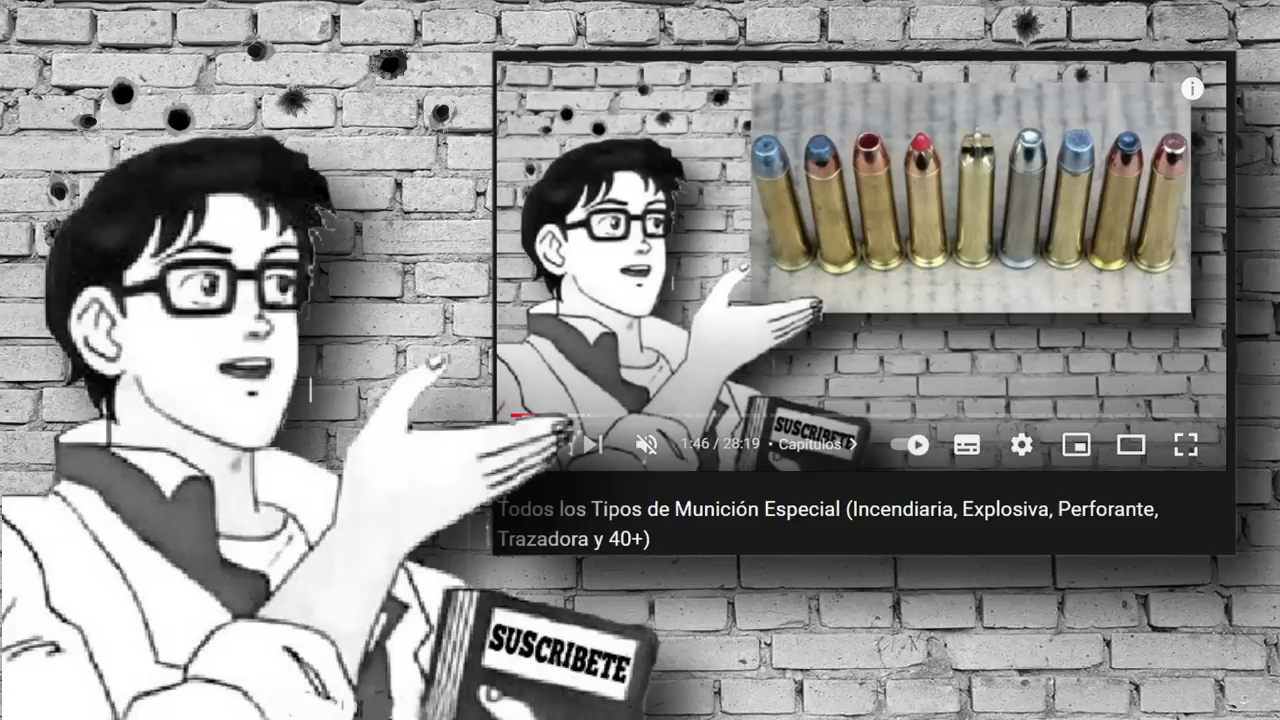 SUSCRIBETE
1:46 / 28:19 • Capítulos
Todos los Tipos de Munición Especial (Incendiaria, Explosiva, Perforante,
Trazadora y 40+)
SUSCRIBETE